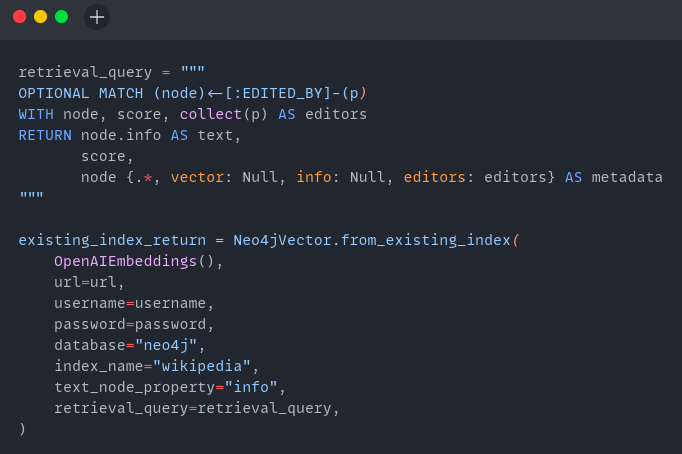 retrieval_query = """
OPTIONAL MATCH (node)<-[:EDITED_BY]-(p)
WITH node, score, collect(p) AS editors
RETURN node.info AS text,
       score,
       node {.*, vector: Null, info: Null, editors: editors} AS metadata
"""

existing_index_return = Neo4jVector.from_existing_index(
    OpenAIEmbeddings(),
    url=url,
    username=username,
    password=password,
    database="neo4j",
    index_name="wikipedia",
    text_node_property="info",
    retrieval_query=retrieval_query,
)